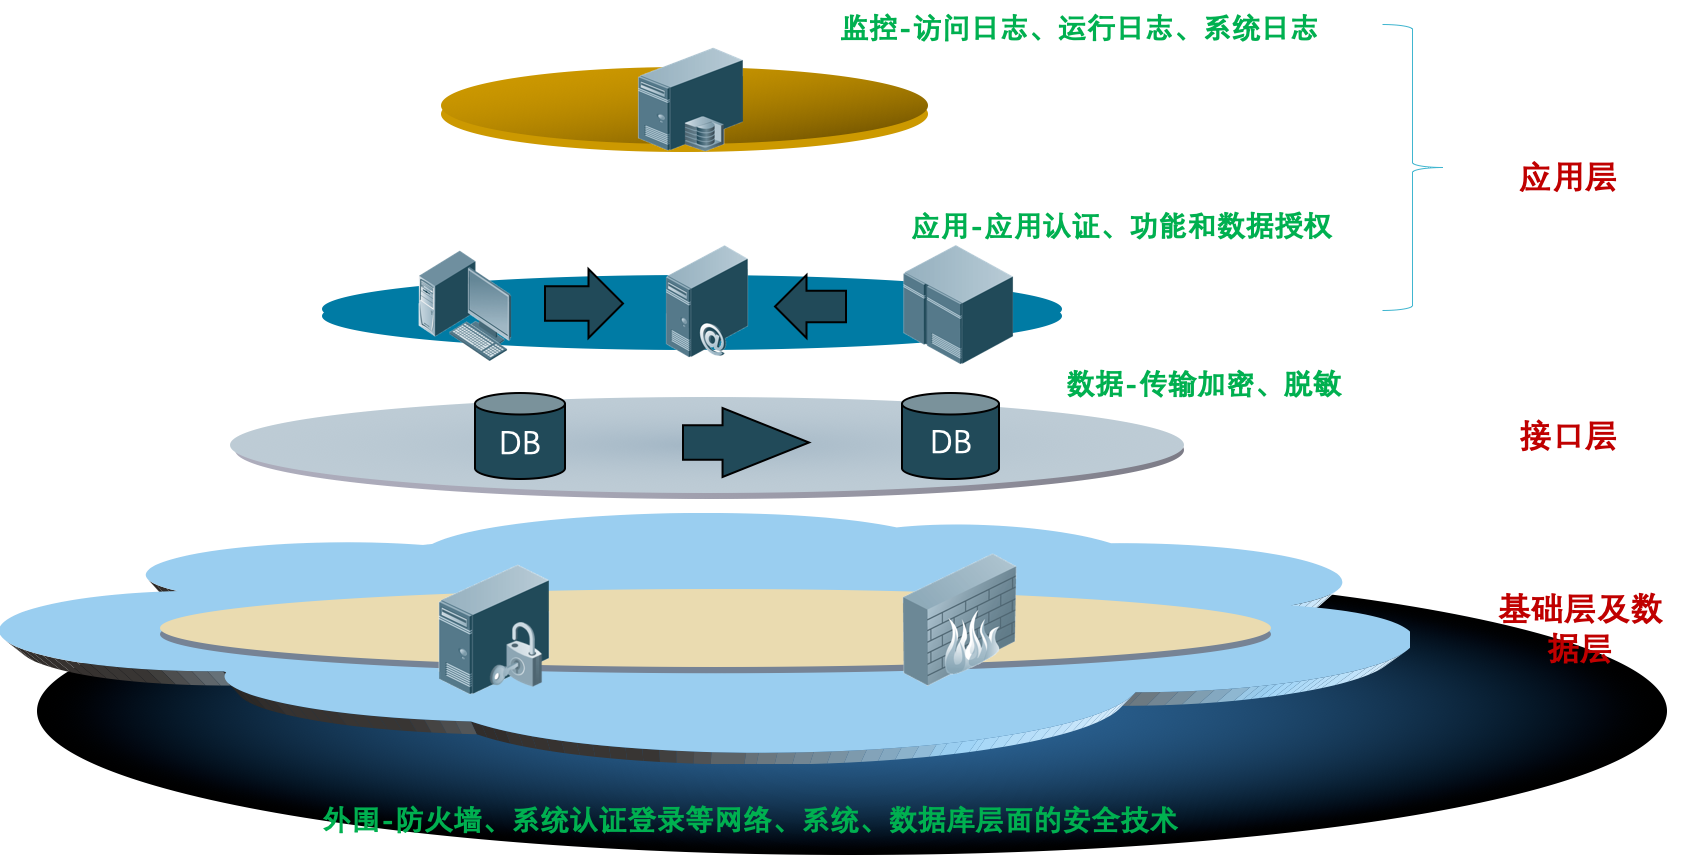 监控-访问日志、运行日志、系统日志
应用层
应用-应用认证、功能和数据授权
@
数据-传输加密、脱敏
DB
DB
接口层
基础层及数
据层
外围-防火墙、系统认证登录等网络、系统、数据库层面的安全技术